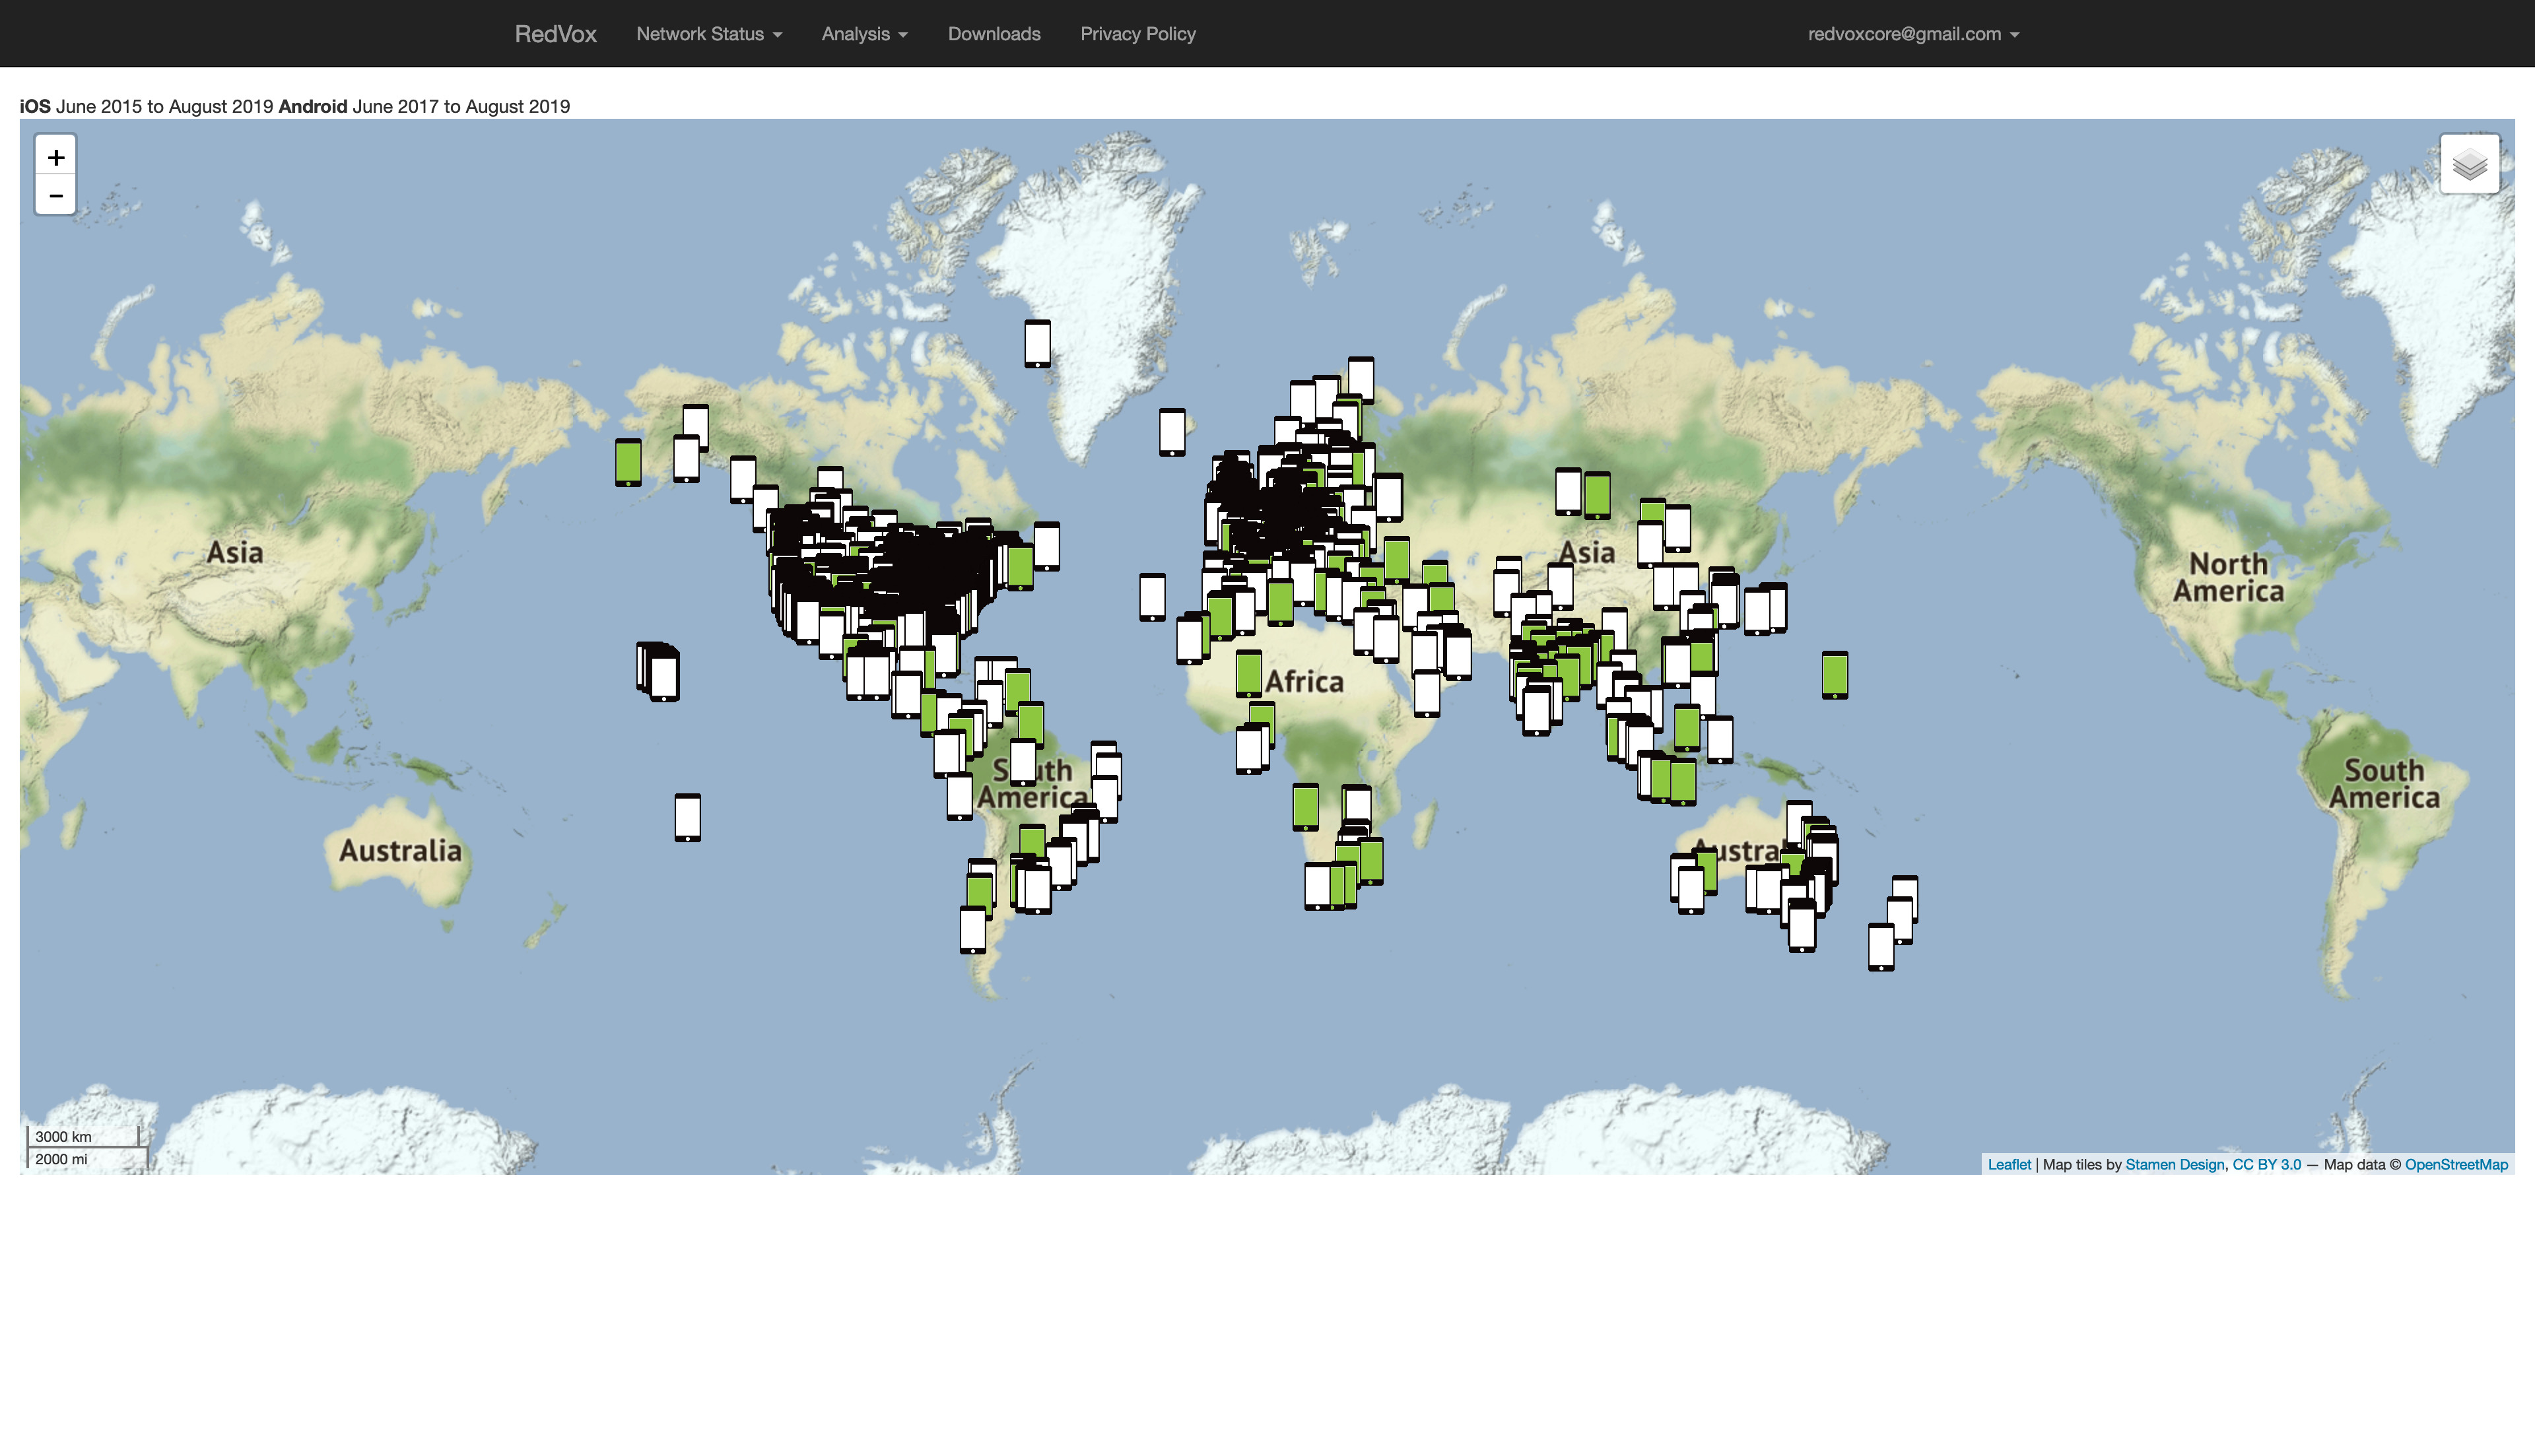 RedVox Network Status Analysis Downloads Privacy Policy redvoxcore@gmail.com
iOS June 2015 to August 2019 Android June 2017 to August 2019
+
−
Asia
Asia
North
America
Africa
South
America
South
America
Australia
3000 km
2000 mi
Leaflet | Map tiles by Stamen Design, CC BY 3.0 — Map data © OpenStreetMap